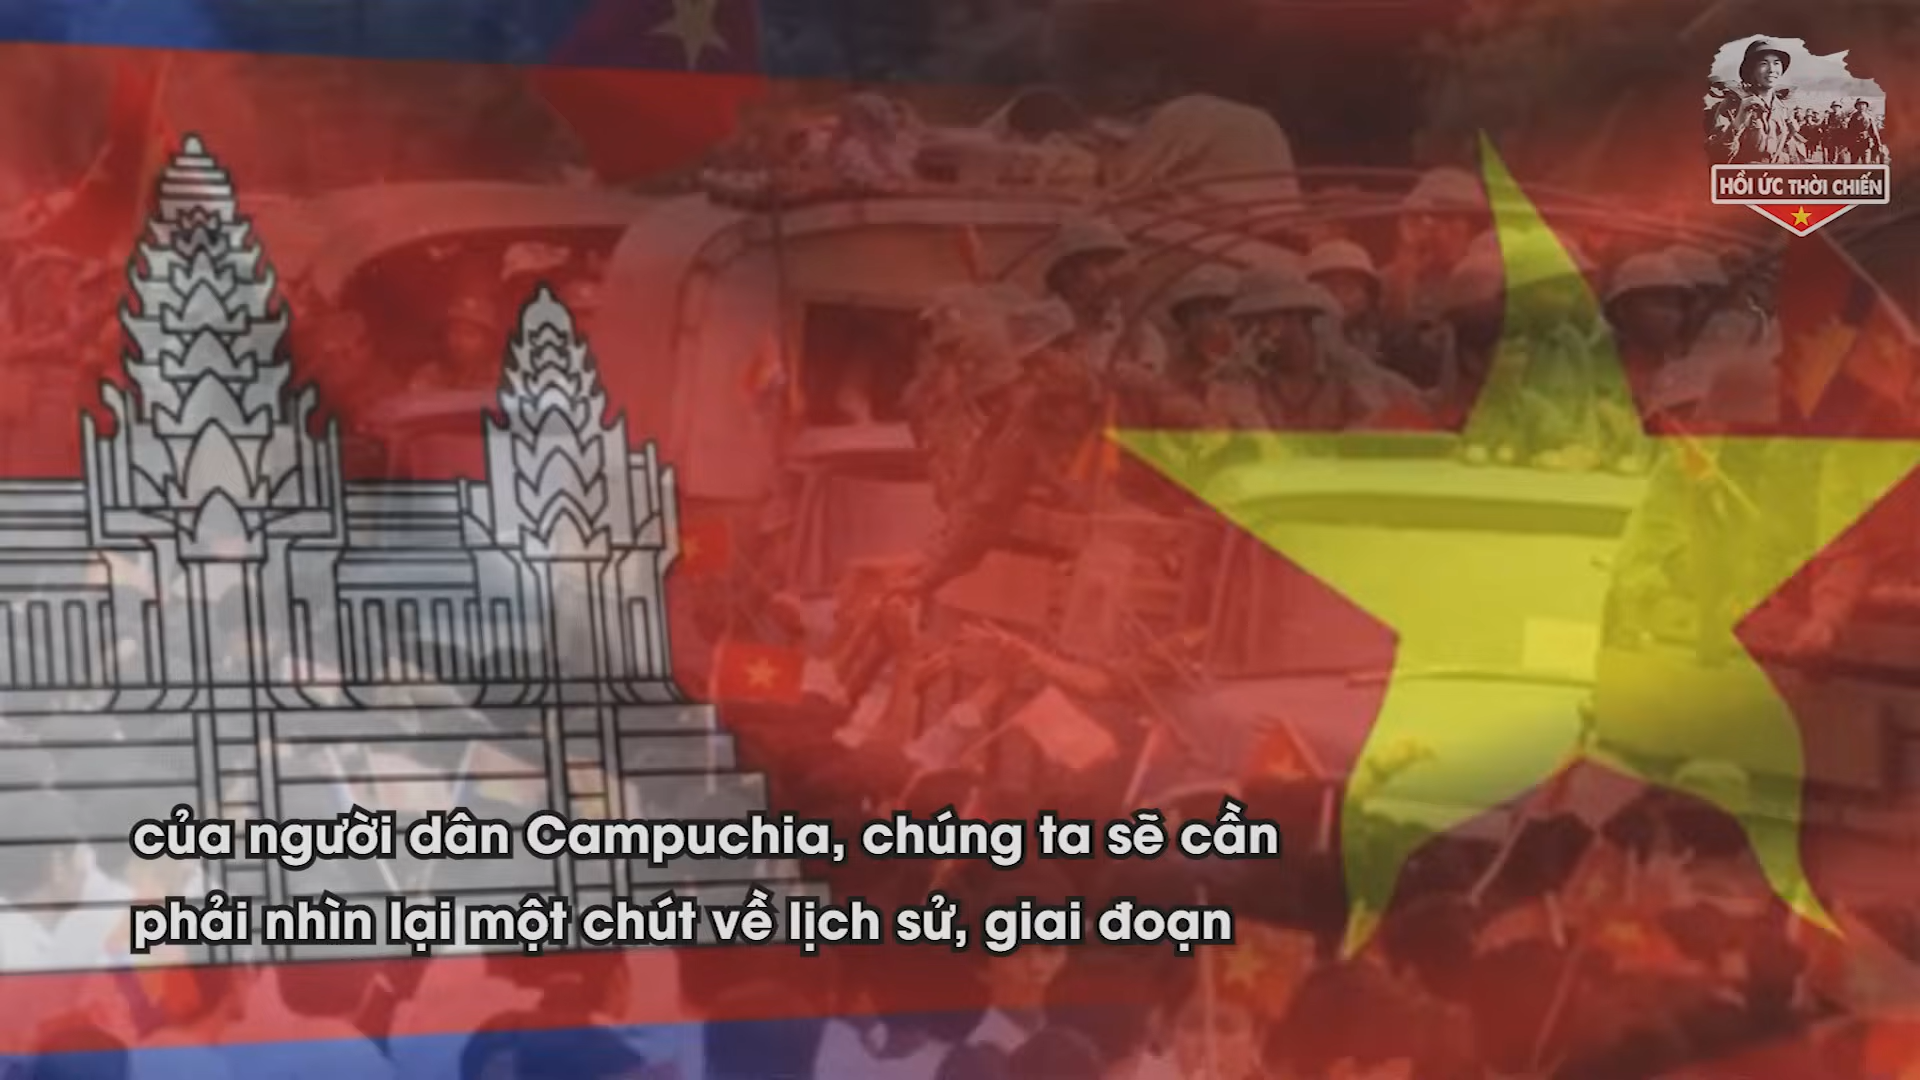 HỒI ỨC THỜI CHIẾN
của người dân Campuchia, chúng ta sẽ cần
phải nhìn lại một chút về lịch sử, giai đoạn